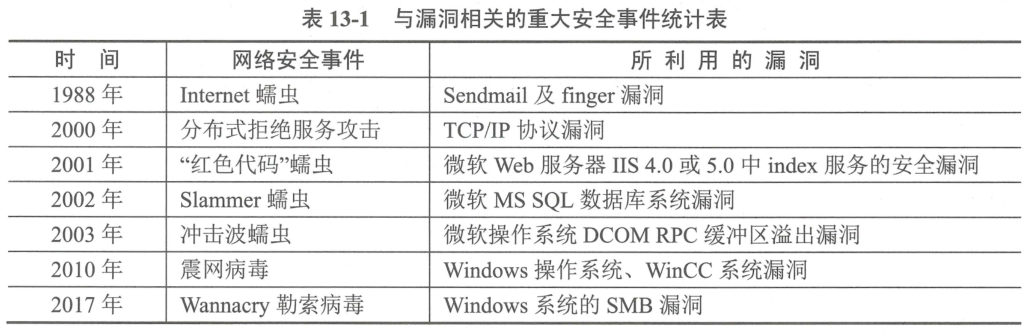 表 13-1 与漏洞相关的重大安全事件统计表
时 间 网络安全事件 所 利 用 的 漏 洞
1988 年 Internet 蠕虫 Sendmail 及 finger 漏洞
2000 年 分布式拒绝服务攻击 TCP/IP 协议漏洞
2001 年 “红色代码”蠕虫 微软 Web 服务器 IIS 4.0 或 5.0 中 index 服务的安全漏洞
2002 年 Slammer 蠕虫 微软 MS SQL 数据库系统漏洞
2003 年 冲击波蠕虫 微软操作系统 DCOM RPC 缓冲区溢出漏洞
2010 年 震网病毒 Windows 操作系统、WinCC 系统漏洞
2017 年 Wannacry 勒索病毒 Windows 系统的 SMB 漏洞